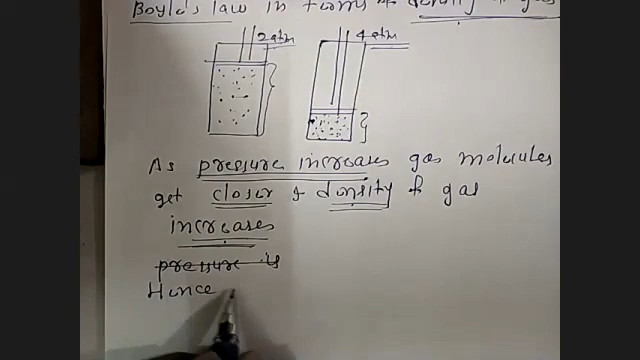 Boyle's law in terms of density of gas
2 atm 4 atm
As pressure increases gas molecules
get closer & density of gas
increases
pressure is
Hence